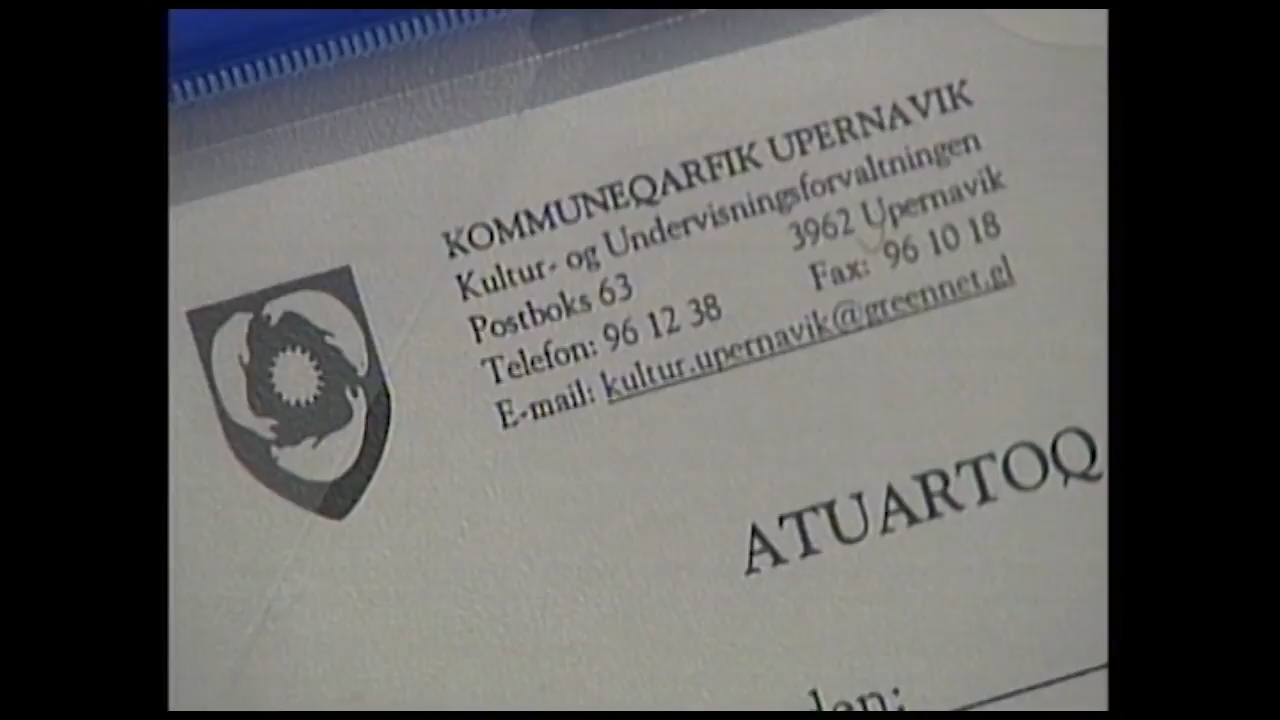 KOMMUNEQARFIK UPERNAVIK
Kultur- og Undervisningsforvaltningen
Postboks 63 3962 Upernavik
Telefon: 96 12 38 Fax: 96 10 18
E-mail: kultur.upernavik@greennet.gl
ATUARTOQ